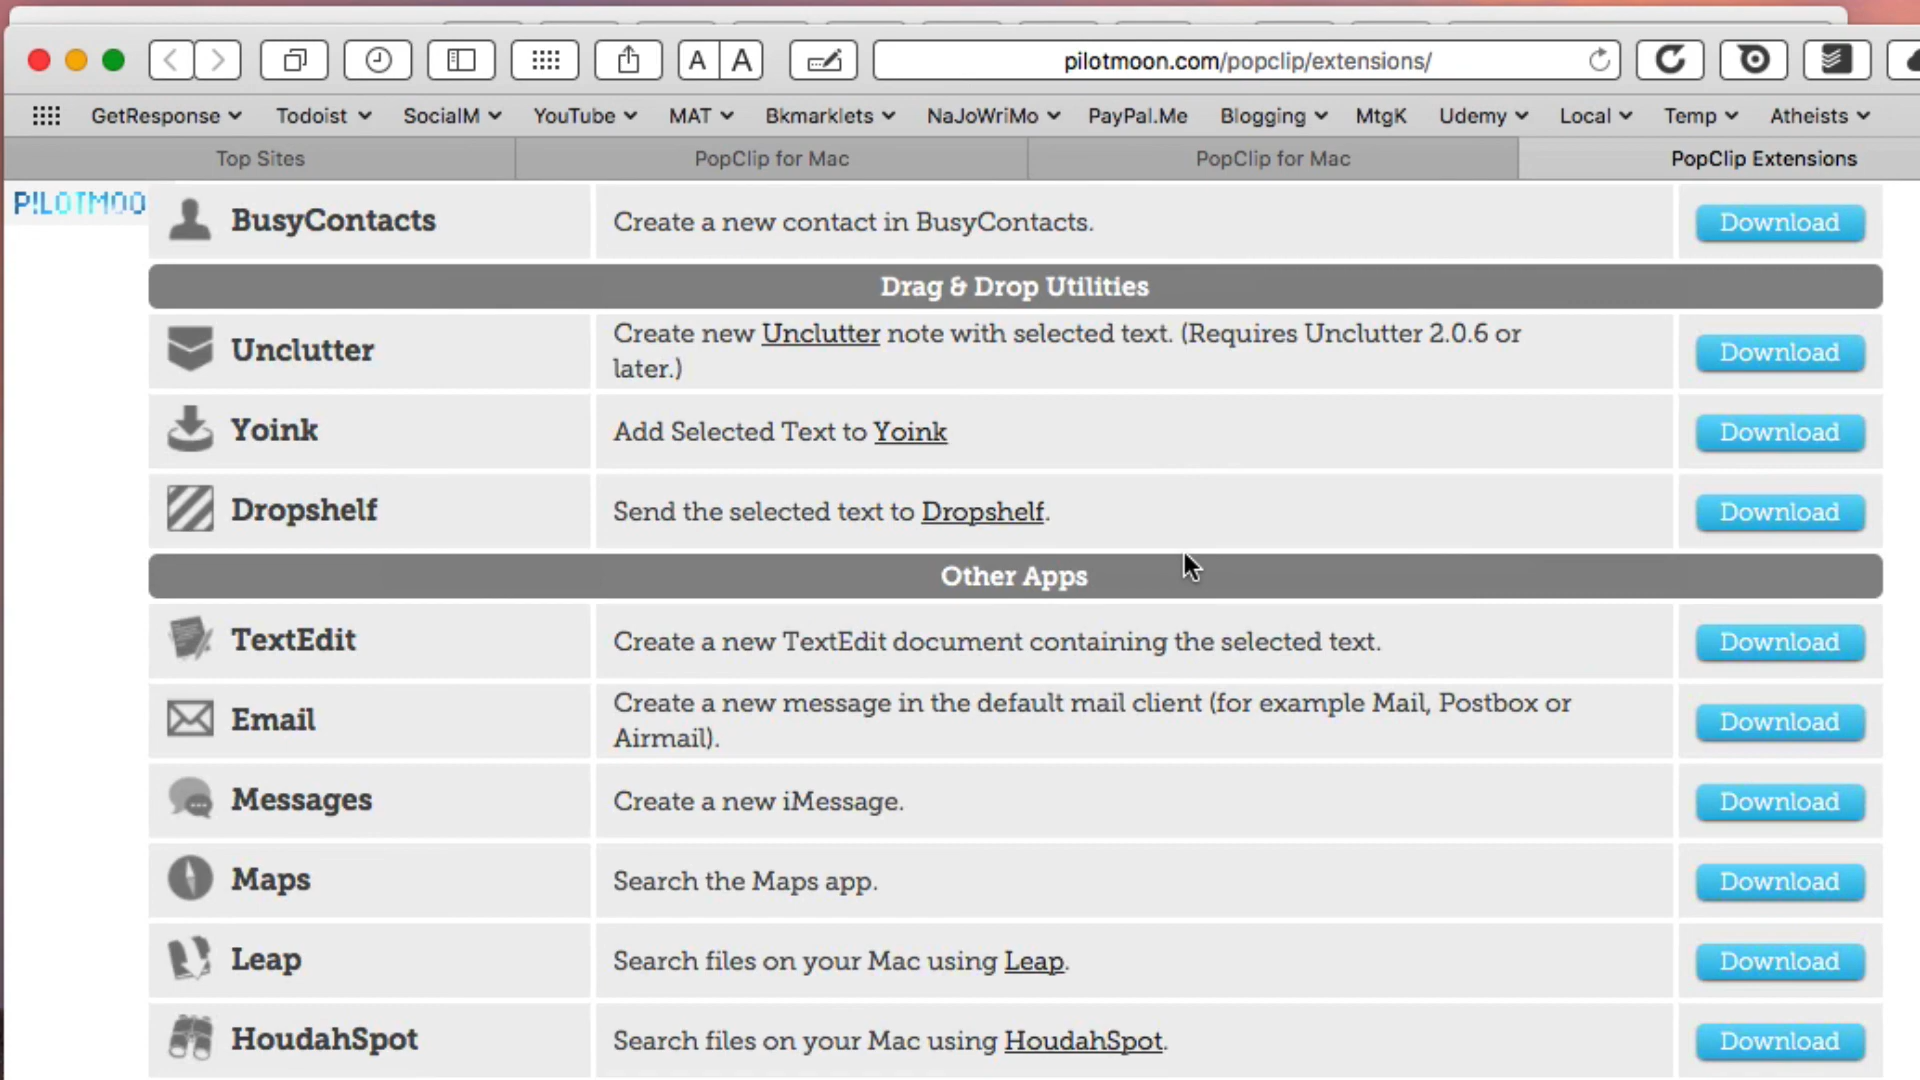 A A
pilotmoon.com/popclip/extensions/
GetResponse Todoist SocialM YouTube MAT Bkmarklets NaJoWriMo PayPal.Me Blogging MtgK Udemy Local Temp Atheists
Top Sites PopClip for Mac PopClip for Mac PopClip Extensions
P!LOTMOO
BusyContacts Create a new contact in BusyContacts. Download
Drag & Drop Utilities
Unclutter Create new Unclutter note with selected text. (Requires Unclutter 2.0.6 or
later.) Download
Yoink Add Selected Text to Yoink Download
Dropshelf Send the selected text to Dropshelf. Download
Other Apps
TextEdit Create a new TextEdit document containing the selected text. Download
Email Create a new message in the default mail client (for example Mail, Postbox or
Airmail). Download
Messages Create a new iMessage. Download
Maps Search the Maps app. Download
Leap Search files on your Mac using Leap. Download
HoudahSpot Search files on your Mac using HoudahSpot. Download